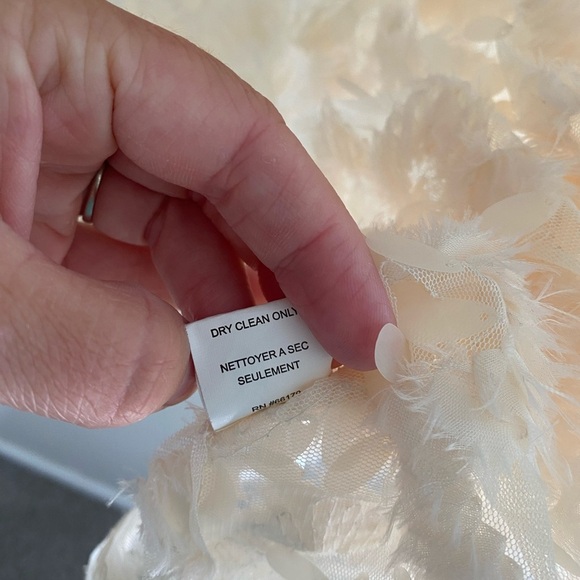 DRY CLEAN ONLY
NETTOYER A SEC
SEULEMENT